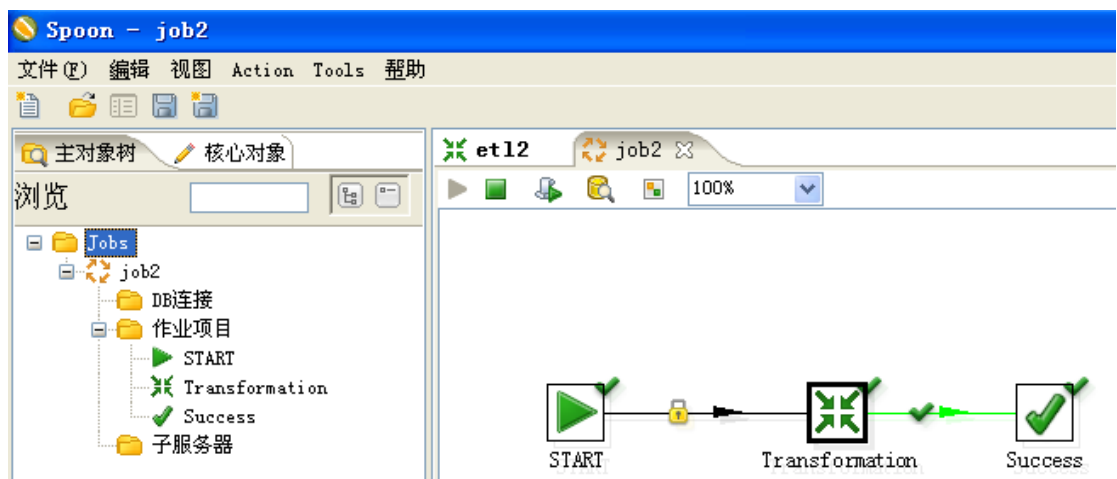 Spoon - job2
文件(F) 编辑 视图 Action Tools 帮助
主对象树 核心对象
浏览
Jobs
job2
DB连接
作业项目
START
Transformation
Success
子服务器
etl2 job2
100%
START Transformation Success